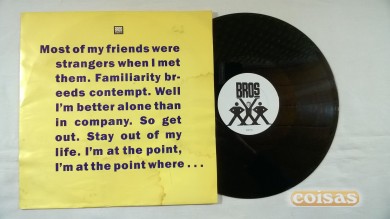 Most of my friends were
strangers when I met
them. Familiarity br-
eeds contempt. Well
I'm better alone than
in company. So get
out. Stay out of my
life. I'm at the point,
I'm at the point where . . .
BROS
coisas